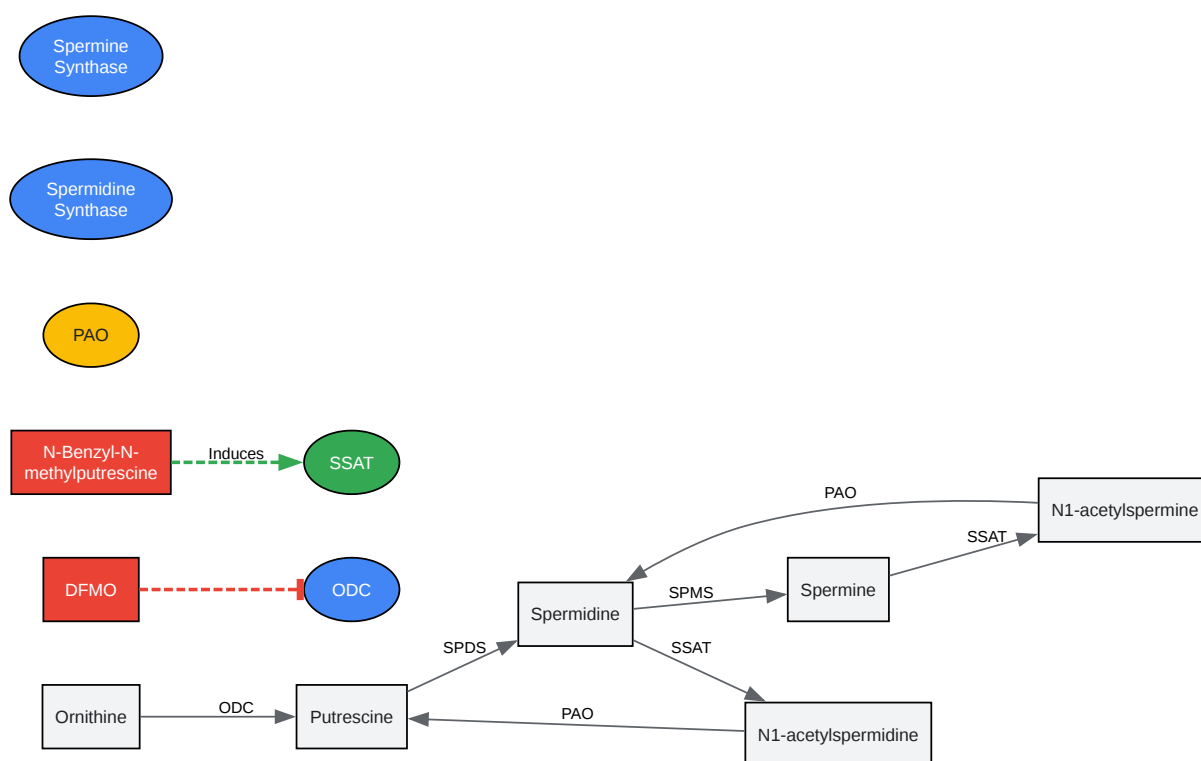 Spermine
Synthase
Spermidine
Synthase
PAO
N-Benzyl-N-
methylputrescine
Induces
SSAT
PAO
N1-acetylspermine
SSAT
DFMO
ODC
Spermidine
SPMS
Spermine
SPDS
SSAT
Ornithine
ODC
Putrescine
PAO
N1-acetylspermidine